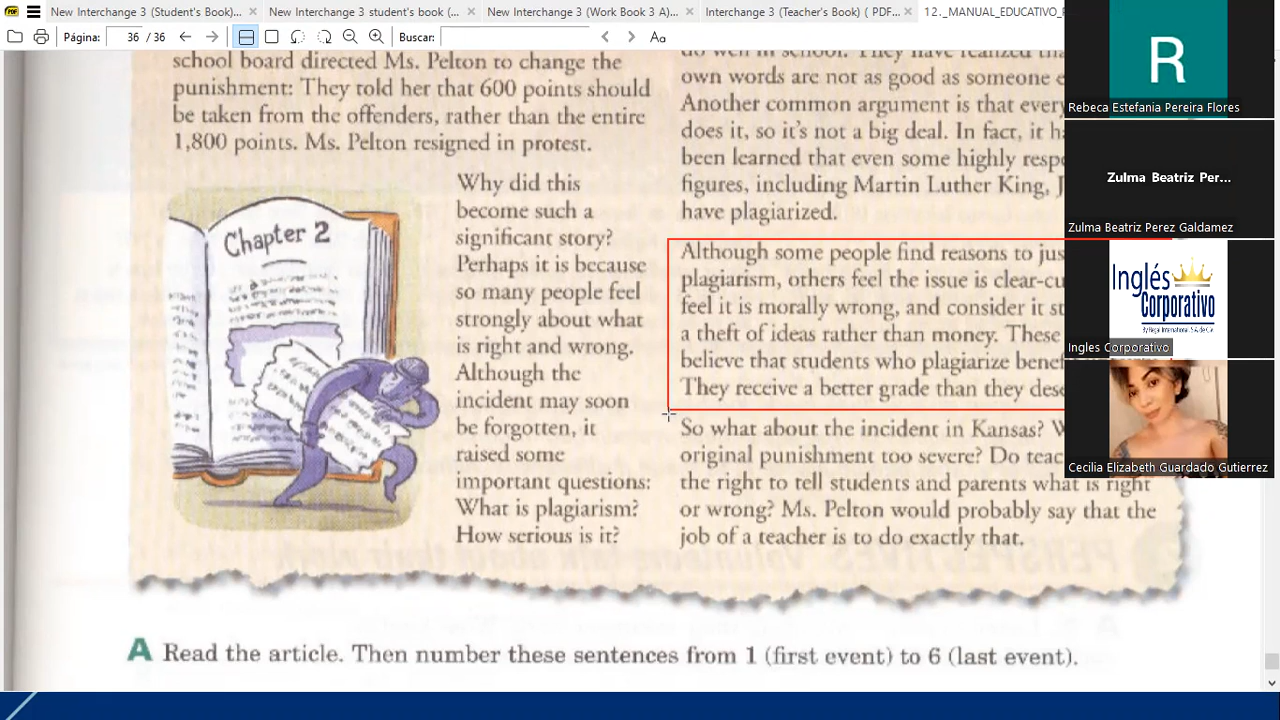 New Interchange 3 (Student's Book)...
New Interchange 3 student's book (...
New Interchange 3 (Work Book 3 A)...
Interchange 3 (Teacher's Book) ( PDF...
12._MANUAL_EDUCATIVO_
Página: 36 / 36
Buscar:
Aa
school board directed Ms. Pelton to change the
punishment: They told her that 600 points should
be taken from the offenders, rather than the entire
1,800 points. Ms. Pelton resigned in protest.
Chapter 2
Why did this
become such a
significant story?
Perhaps it is because
so many people feel
strongly about what
is right and wrong.
Although the
incident may soon
be forgotten, it
raised some
important questions:
What is plagiarism?
How serious is it?
do well in school. They have realized
own words are not as good as someone
Another common argument is that
does it, so it's not a big deal. In fact, it
been learned that even some highly
figures, including Martin Luther King,
have plagiarized.
Although some people find reasons to
plagiarism, others feel the issue is
feel it is morally wrong, and consider it
a theft of ideas rather than money. These
believe that students who plagiarize
They receive a better grade than they
So what about the incident in Kansas?
original punishment too severe? Do
the right to tell students and parents what is right
or wrong? Ms. Pelton would probably say that the
job of a teacher is to do exactly that.
A Read the article. Then number these sentences from 1 (first event) to 6 (last event).
R
Rebeca Estefania Pereira Flores
Zulma Beatriz Per...
Zulma Beatriz Perez Galdamez
Inglés
Corporativo
Ingles Corporativo
Cecilia Elizabeth Guardado Gutierrez